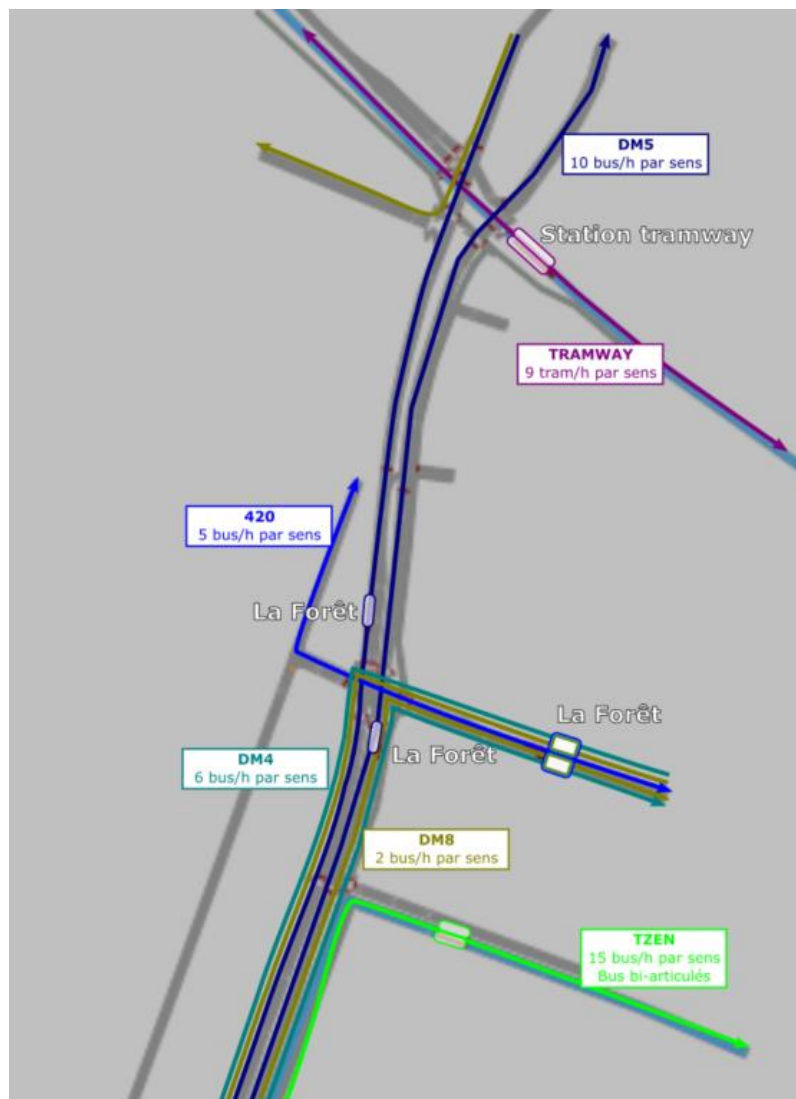 DM5
10 bus/h par sens
Station tramway
TRAMWAY
9 tram/h par sens
420
5 bus/h par sens
La Forêt
La Forêt
La Forêt
DM4
6 bus/h par sens
DM8
2 bus/h par sens
TZEN
15 bus/h par sens
Bus bi-articulés